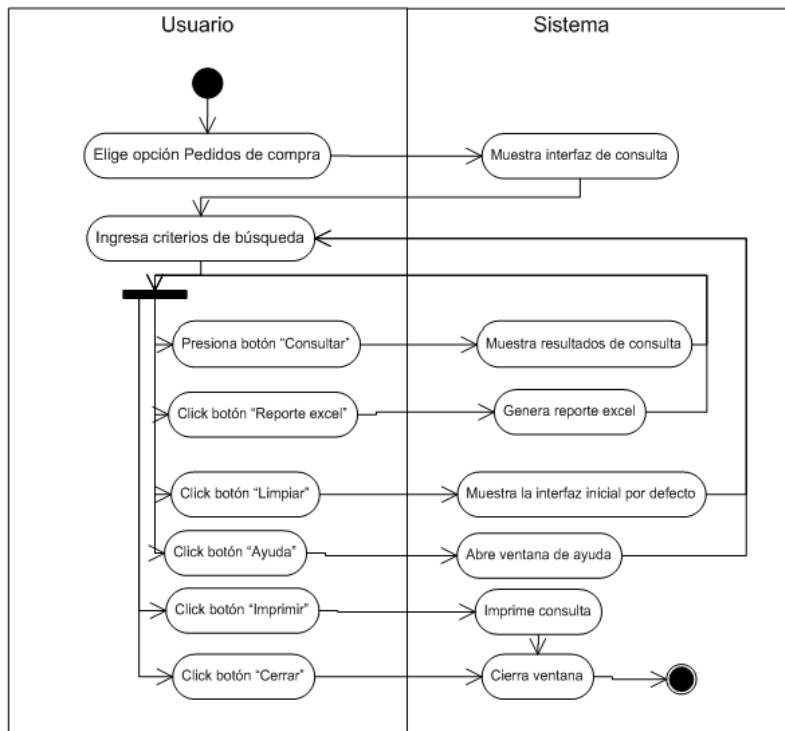 Usuario
Sistema
Elige opción Pedidos de compra
Muestra interfaz de consulta
Ingresa criterios de búsqueda
Presiona botón “Consultar”
Muestra resultados de consulta
Click botón “Reporte excel”
Genera reporte excel
Click botón “Limpiar”
Muestra la interfaz inicial por defecto
Click botón “Ayuda”
Abre ventana de ayuda
Click botón “Imprimir”
Imprime consulta
Click botón “Cerrar”
Cierra ventana